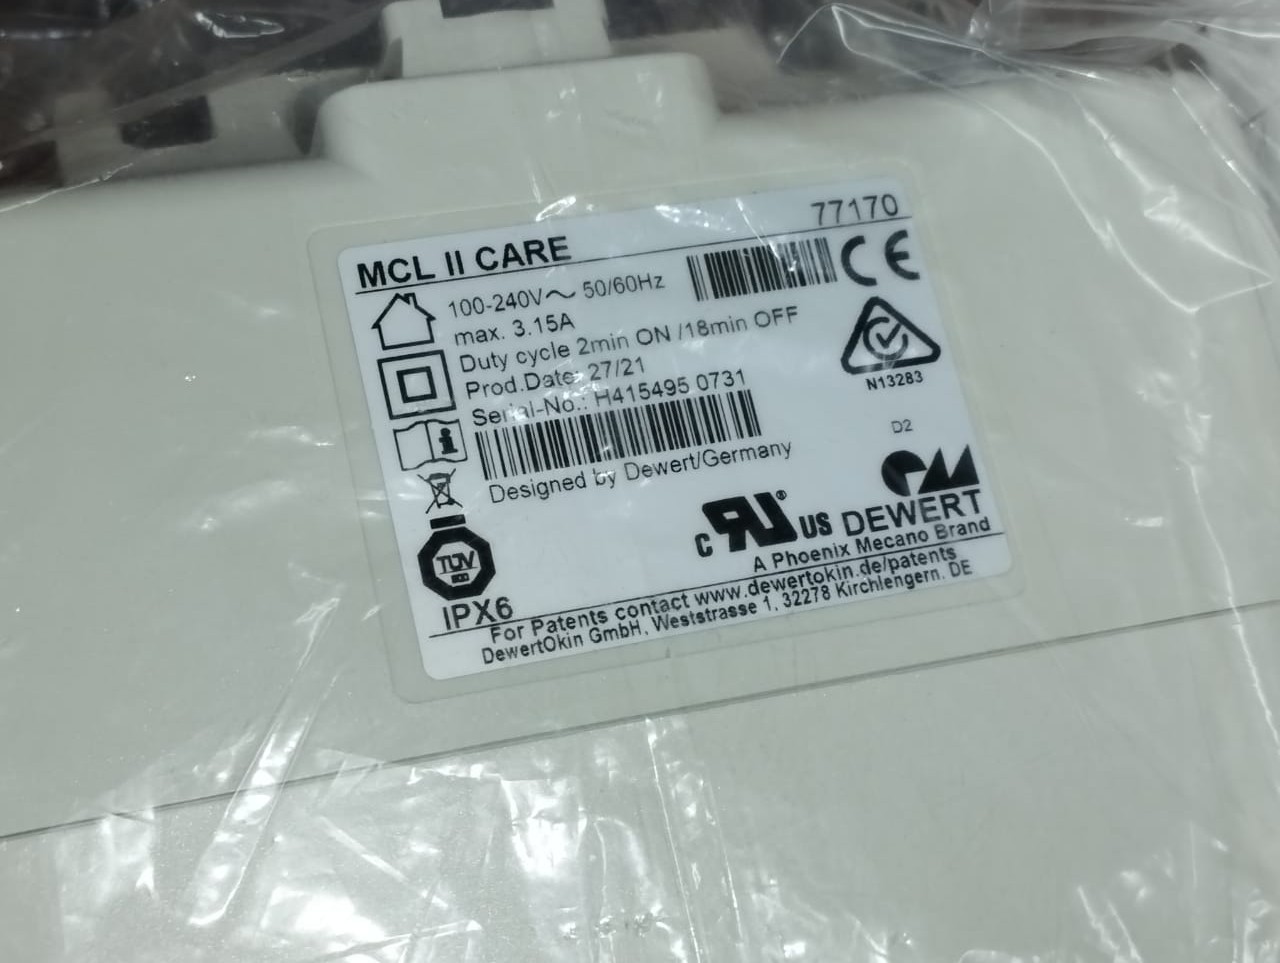 77170
MCL II CARE
100-240V~ 50/60Hz
max. 3.15A
Duty cycle 2min ON /18min OFF
Prod.Date: 27/21
Serial-No.: H415495 0731
Designed by Dewert/Germany
CE
N13283
D2
TÜV
IPX6
c RU® US
DEWERT
A Phoenix Mecano Brand
For Patents contact www.dewertokin.de/patents
DewertOkin GmbH, Weststrasse 1, 32278 Kirchlengern. DE